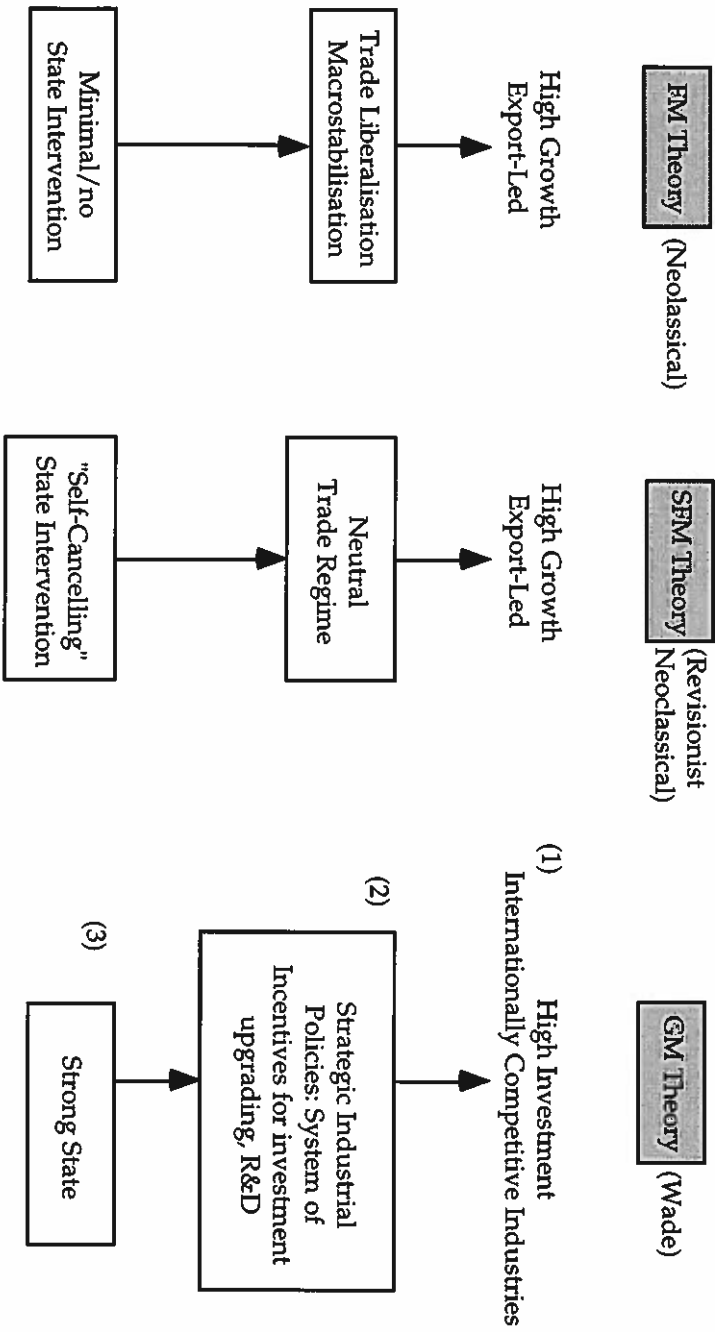 FM Theory
(Neolassical)
High Growth
Export-Led
Trade Liberalisation
Macrostabilisation
Minimal/no
State Intervention
SFM Theory
(Revisionist
Neoclassical)
High Growth
Export-Led
Neutral
Trade Regime
"Self-Cancelling"
State Intervention
GM Theory
(Wade)
(1)
High Investment
Internationally Competitive Industries
(2)
Strategic Industrial
Policies: System of
Incentives for investment
upgrading, R&D
(3)
Strong State